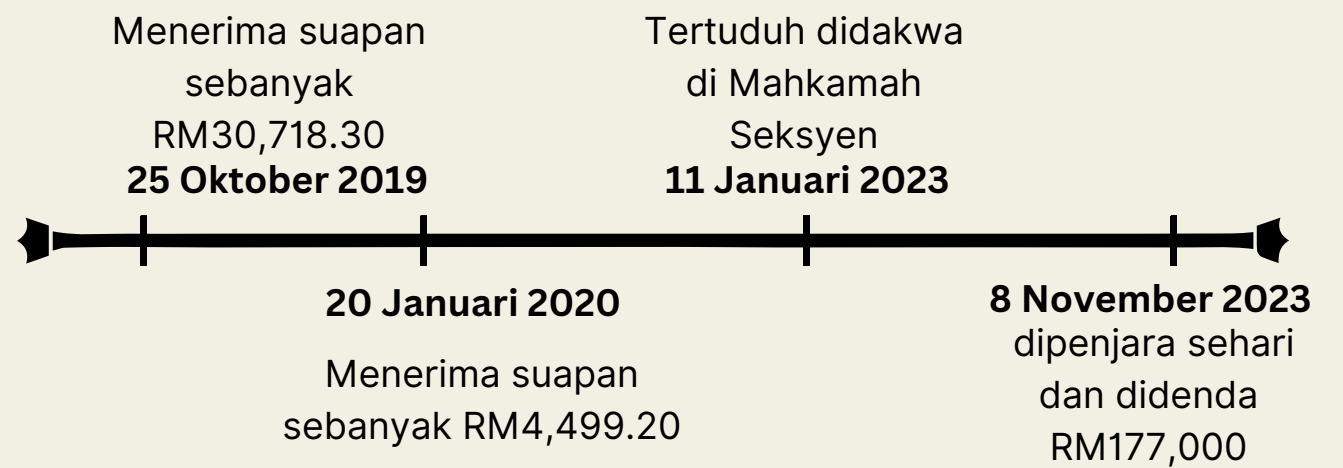 Menerima suapan
sebanyak
RM30,718.30
25 Oktober 2019
20 Januari 2020
Menerima suapan
sebanyak RM4,499.20
Tertuduh didakwa
di Mahkamah
Seksyen
11 Januari 2023
8 November 2023
dipenjara sehari
dan didenda
RM177,000